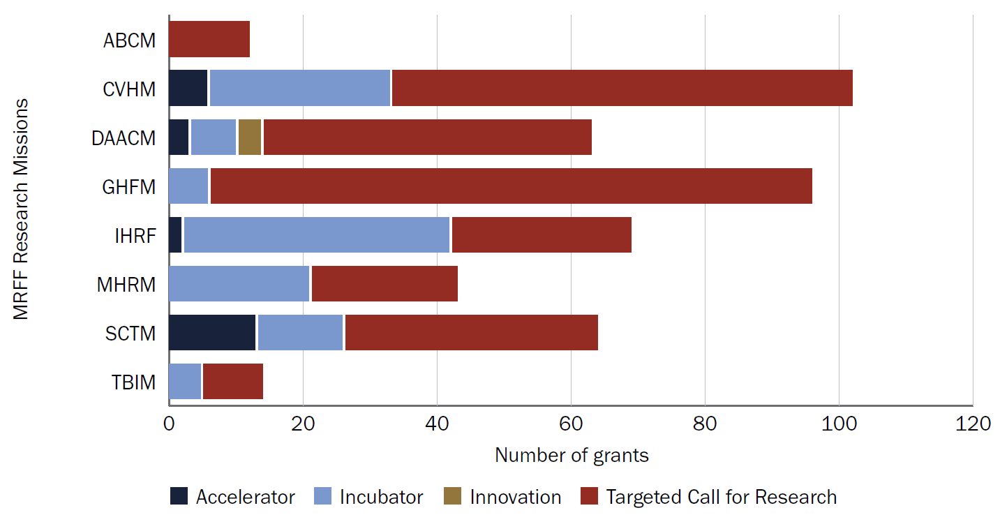 MRFF Research Missions
ABCM
CVHM
DAACM
GHFM
IHRF
MHRM
SCTM
TBIM
0 20 40 60 80 100 120
Number of grants
Accelerator Incubator Innovation Targeted Call for Research